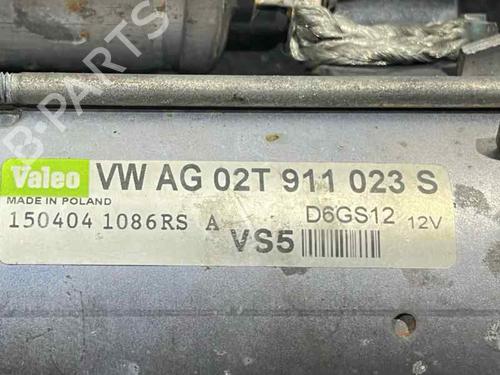 Valeo VW AG 02T 911 023 S
MADE IN POLAND
150404 1086RS A D6GS12 12V
VS5
B-PARTS